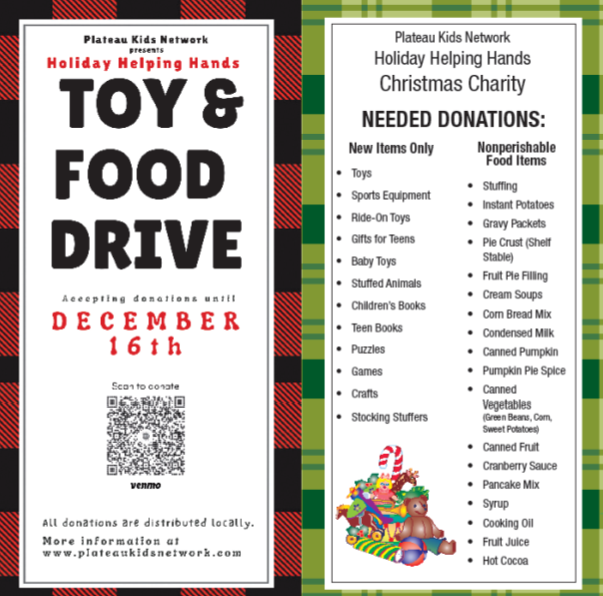 Plateau Kids Network
presents
Holiday Helping Hands
TOY &
FOOD
DRIVE
Accepting donations until
DECEMBER
16th
Scan to donate
venmo
All donations are distributed locally.
More information at
www.plateaukidsnetwork.com
Plateau Kids Network
Holiday Helping Hands
Christmas Charity
NEEDED DONATIONS:
New Items Only
• Toys
• Sports Equipment
• Ride-On Toys
• Gifts for Teens
• Baby Toys
• Stuffed Animals
• Children's Books
• Teen Books
• Puzzles
• Games
• Crafts
• Stocking Stuffers
Nonperishable
Food Items
• Stuffing
• Instant Potatoes
• Gravy Packets
• Pie Crust (Shelf
Stable)
• Fruit Pie Filling
• Cream Soups
• Corn Bread Mix
• Condensed Milk
• Canned Pumpkin
• Pumpkin Pie Spice
• Canned
Vegetables
(Green Beans, Corn,
Sweet Potatoes)
• Canned Fruit
• Cranberry Sauce
• Pancake Mix
• Syrup
• Cooking Oil
• Fruit Juice
• Hot Cocoa